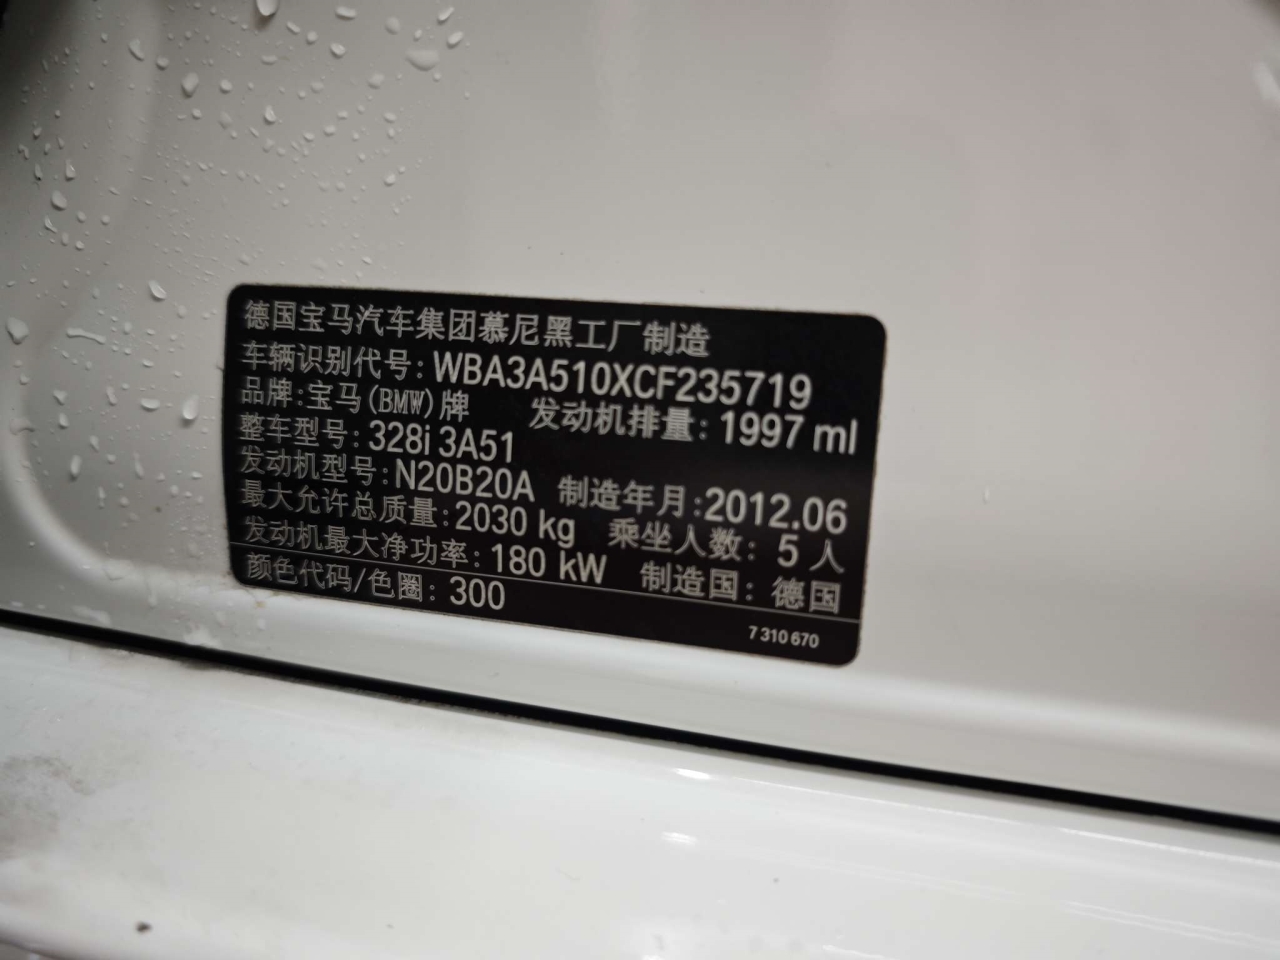 德国宝马汽车集团慕尼黑工厂制造
车辆识别代号: WBA3A510XCF235719
品牌:宝马(BMW)牌 发动机排量: 1997 ml
整车型号: 328i 3A51
发动机型号: N20B20A 制造年月:2012.06
最大允许总质量: 2030 kg 乘坐人数: 5 人
发动机最大净功率: 180 kW 制造国: 德国
颜色代码/色圈: 300
7 310 670